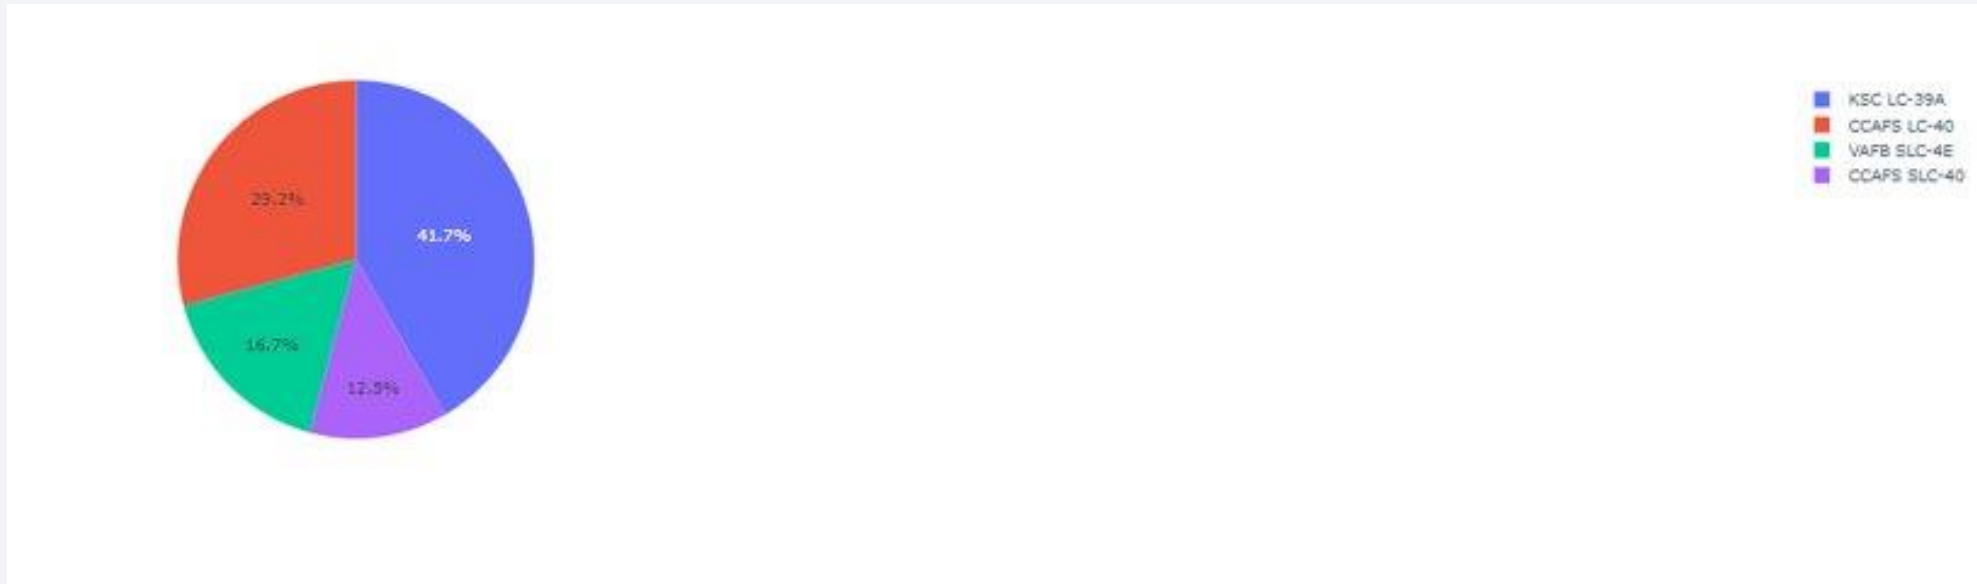 29.2%
41.7%
16.7%
12.5%
KSC LC-39A
CCAFS LC-40
VAFB SLC-4E
CCAFS SLC-40